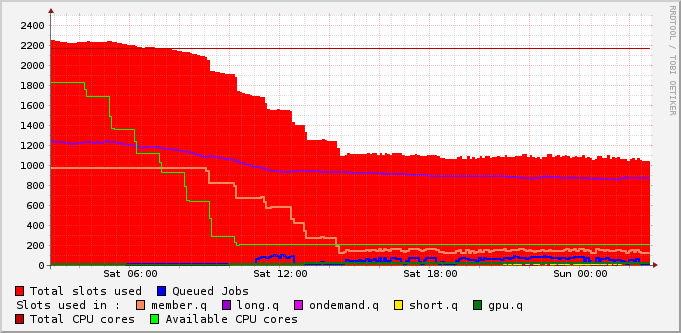 RRDTOOL / TOBI OETIKER
2400
2200
2000
1800
1600
1400
1200
1000
800
600
400
200
0
Sat 06:00 Sat 12:00 Sat 18:00 Sun 00:00
Total slots used Queued Jobs
Slots used in : member.q long.q ondemand.q short.q gpu.q
Total CPU cores Available CPU cores